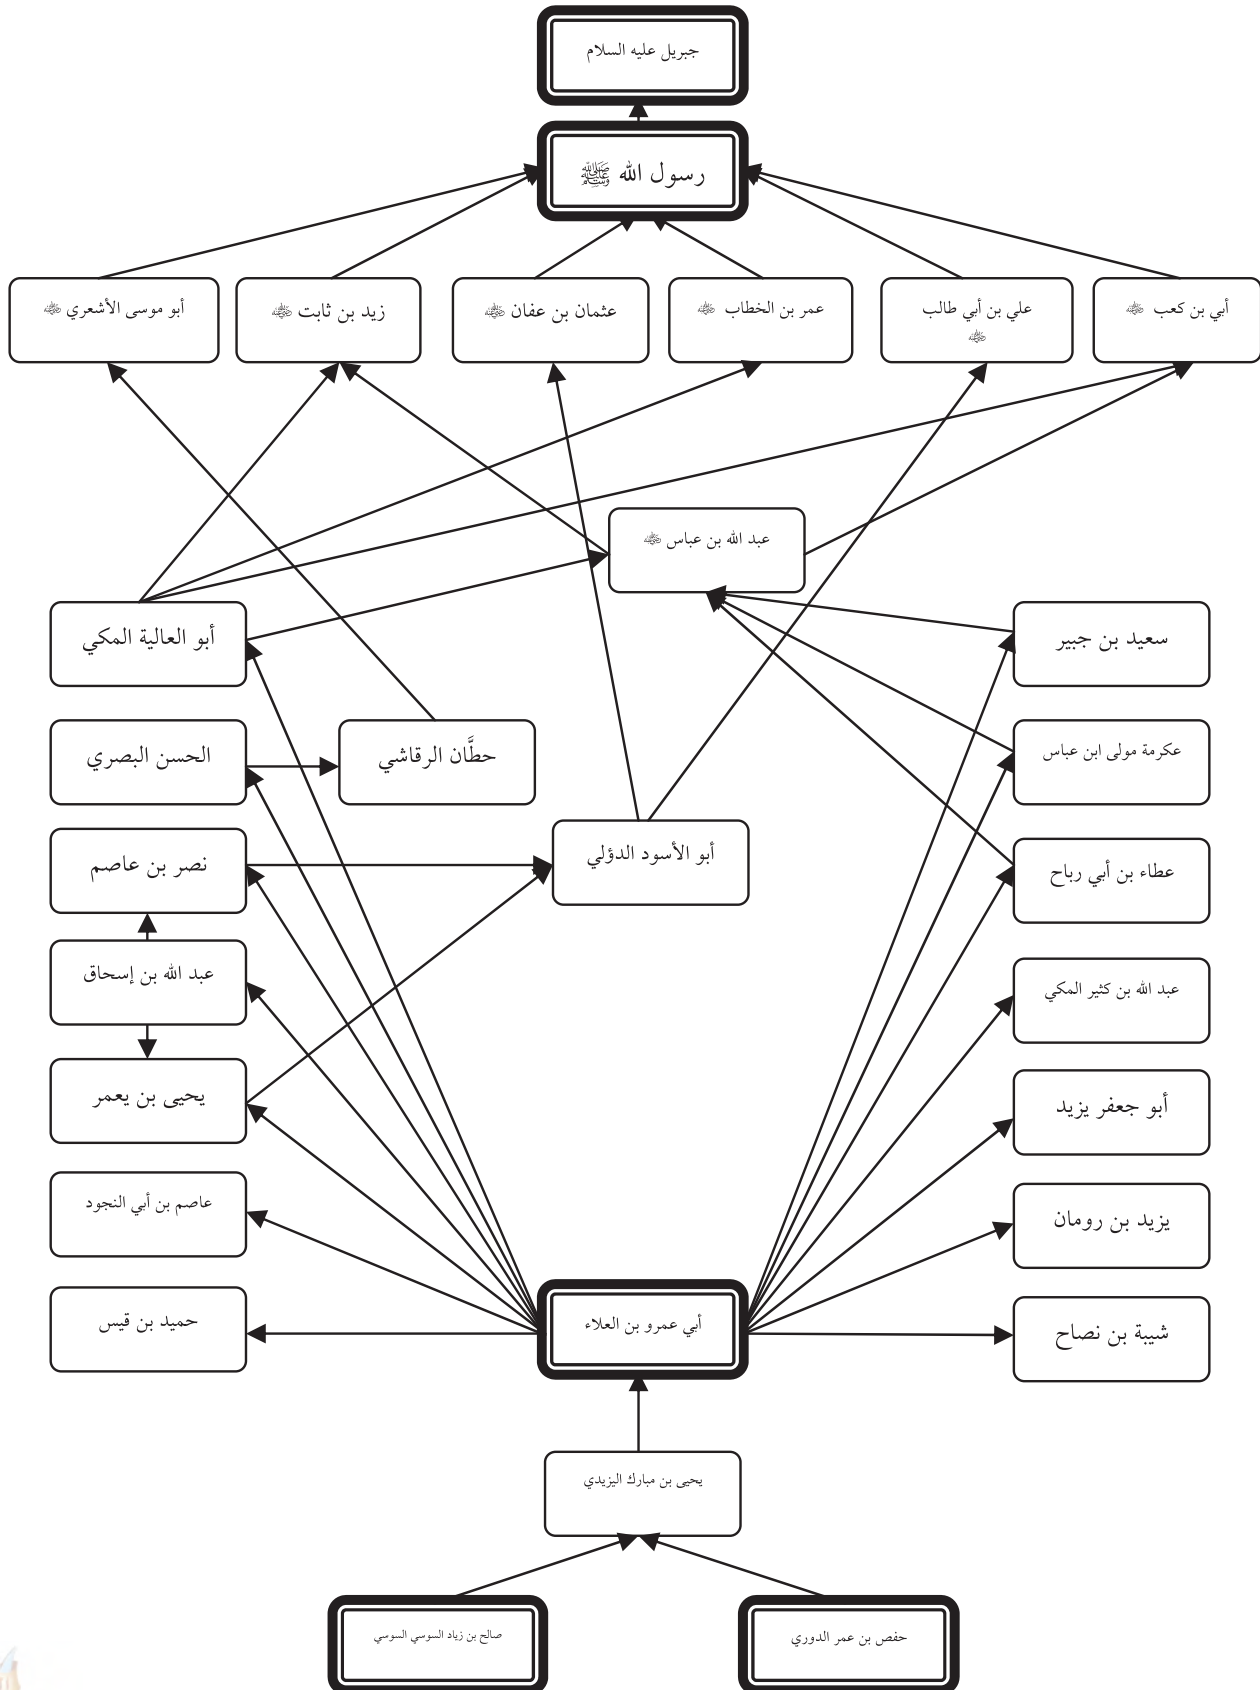 جبريل عليه السلام
رسول الله ﷺ
أبي بن كعب ﷺ
علي بن أبي طالب
ﷺ
عمر بن الخطاب ﷺ
عثمان بن عفان ﷺ
زيد بن ثابت ﷺ
أبو موسى الأشعري ﷺ
عبد الله بن عباس ﷺ
سعيد بن جبير
أبو العالية المكي
عكرمة مولى ابن عباس
حطَّان الرقاشي
الحسن البصري
عطاء بن أبي رباح
أبو الأسود الدؤلي
نصر بن عاصم
عبد الله بن كثير المكي
عبد الله بن إسحاق
أبو جعفر يزيد
يحيى بن يعمر
يزيد بن رومان
عاصم بن أبي النجود
شيبة بن نصاح
أبي عمرو بن العلاء
حميد بن قيس
يحيى بن مبارك اليزيدي
حفص بن عمر الدوري
صالح بن زياد السوسي السوسي